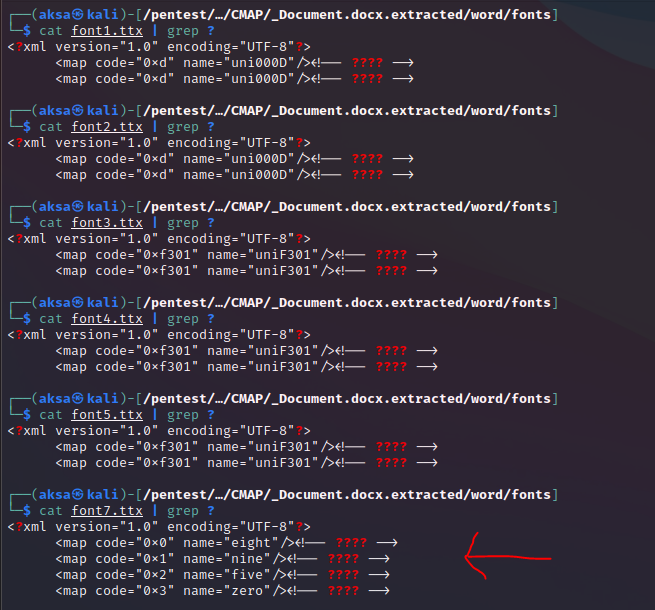 ┌──(aksa㉿kali)-[/pentest/…/CMAP/_Document.docx.extracted/word/fonts]
└─$ cat font1.ttx | grep ?
<?xml version="1.0" encoding="UTF-8"?>
      <map code="0×d" name="uni000D"/><!-- ???? -->
      <map code="0×d" name="uni000D"/><!-- ???? -->

┌──(aksa㉿kali)-[/pentest/…/CMAP/_Document.docx.extracted/word/fonts]
└─$ cat font2.ttx | grep ?
<?xml version="1.0" encoding="UTF-8"?>
      <map code="0×d" name="uni000D"/><!-- ???? -->
      <map code="0×d" name="uni000D"/><!-- ???? -->

┌──(aksa㉿kali)-[/pentest/…/CMAP/_Document.docx.extracted/word/fonts]
└─$ cat font3.ttx | grep ?
<?xml version="1.0" encoding="UTF-8"?>
      <map code="0×f301" name="uniF301"/><!-- ???? -->
      <map code="0×f301" name="uniF301"/><!-- ???? -->

┌──(aksa㉿kali)-[/pentest/…/CMAP/_Document.docx.extracted/word/fonts]
└─$ cat font4.ttx | grep ?
<?xml version="1.0" encoding="UTF-8"?>
      <map code="0×f301" name="uniF301"/><!-- ???? -->
      <map code="0×f301" name="uniF301"/><!-- ???? -->

┌──(aksa㉿kali)-[/pentest/…/CMAP/_Document.docx.extracted/word/fonts]
└─$ cat font5.ttx | grep ?
<?xml version="1.0" encoding="UTF-8"?>
      <map code="0×f301" name="uniF301"/><!-- ???? -->
      <map code="0×f301" name="uniF301"/><!-- ???? -->

┌──(aksa㉿kali)-[/pentest/…/CMAP/_Document.docx.extracted/word/fonts]
└─$ cat font7.ttx | grep ?
<?xml version="1.0" encoding="UTF-8"?>
      <map code="0×0" name="eight"/><!-- ???? -->
      <map code="0×1" name="nine"/><!-- ???? -->
      <map code="0×2" name="five"/><!-- ???? -->
      <map code="0×3" name="zero"/><!-- ???? -->